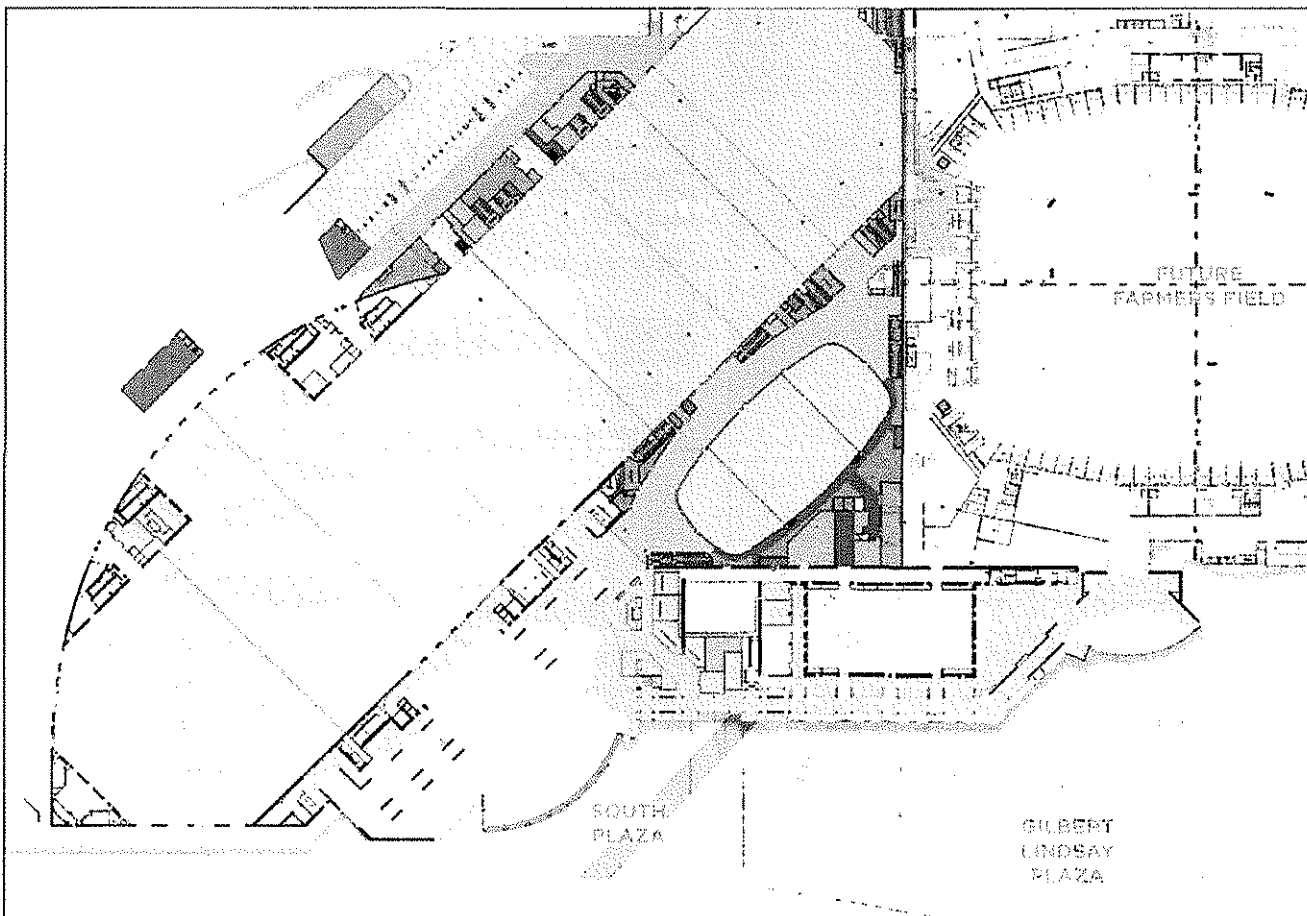 FUTURE
FARMERS FIELD
SOUTH
PLAZA
GILBERT
LINDSAY
PLAZA